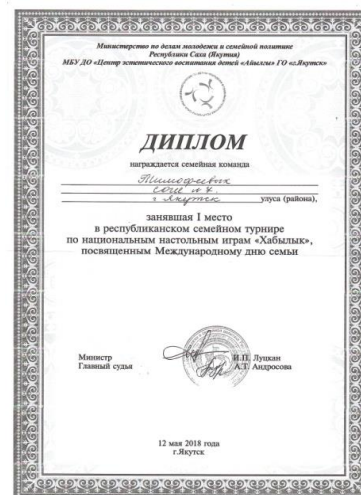 Министерство по делам молодежи и семейной политике
Республики Саха (Якутия)
МБУ ДО «Центр эстетического воспитания детей «Айылгы» ГО «г.Якутск»
ДИПЛОМ
награждается семейная команда
г Якутск улуса (района),
занявшая I место
в республиканском семейном турнире
по национальным настольным играм «Хабылык»,
посвященным Международному дню семьи
Министр И.П. Луцкан
Главный судья А.Т. Андросова
12 мая 2018 года
г.Якутск